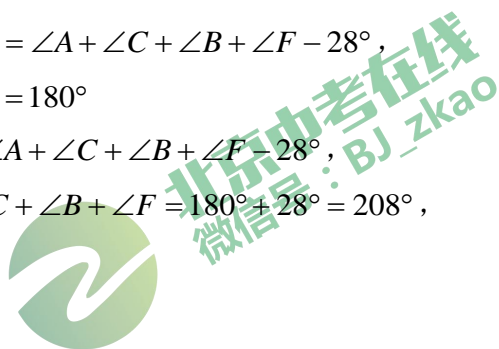 = ∠A + ∠C + ∠B + ∠F − 28°，
= 180°
∠A + ∠C + ∠B + ∠F − 28°，
C + ∠B + ∠F = 180° + 28° = 208°，
北京中考在线
微信号：BJ_zkao